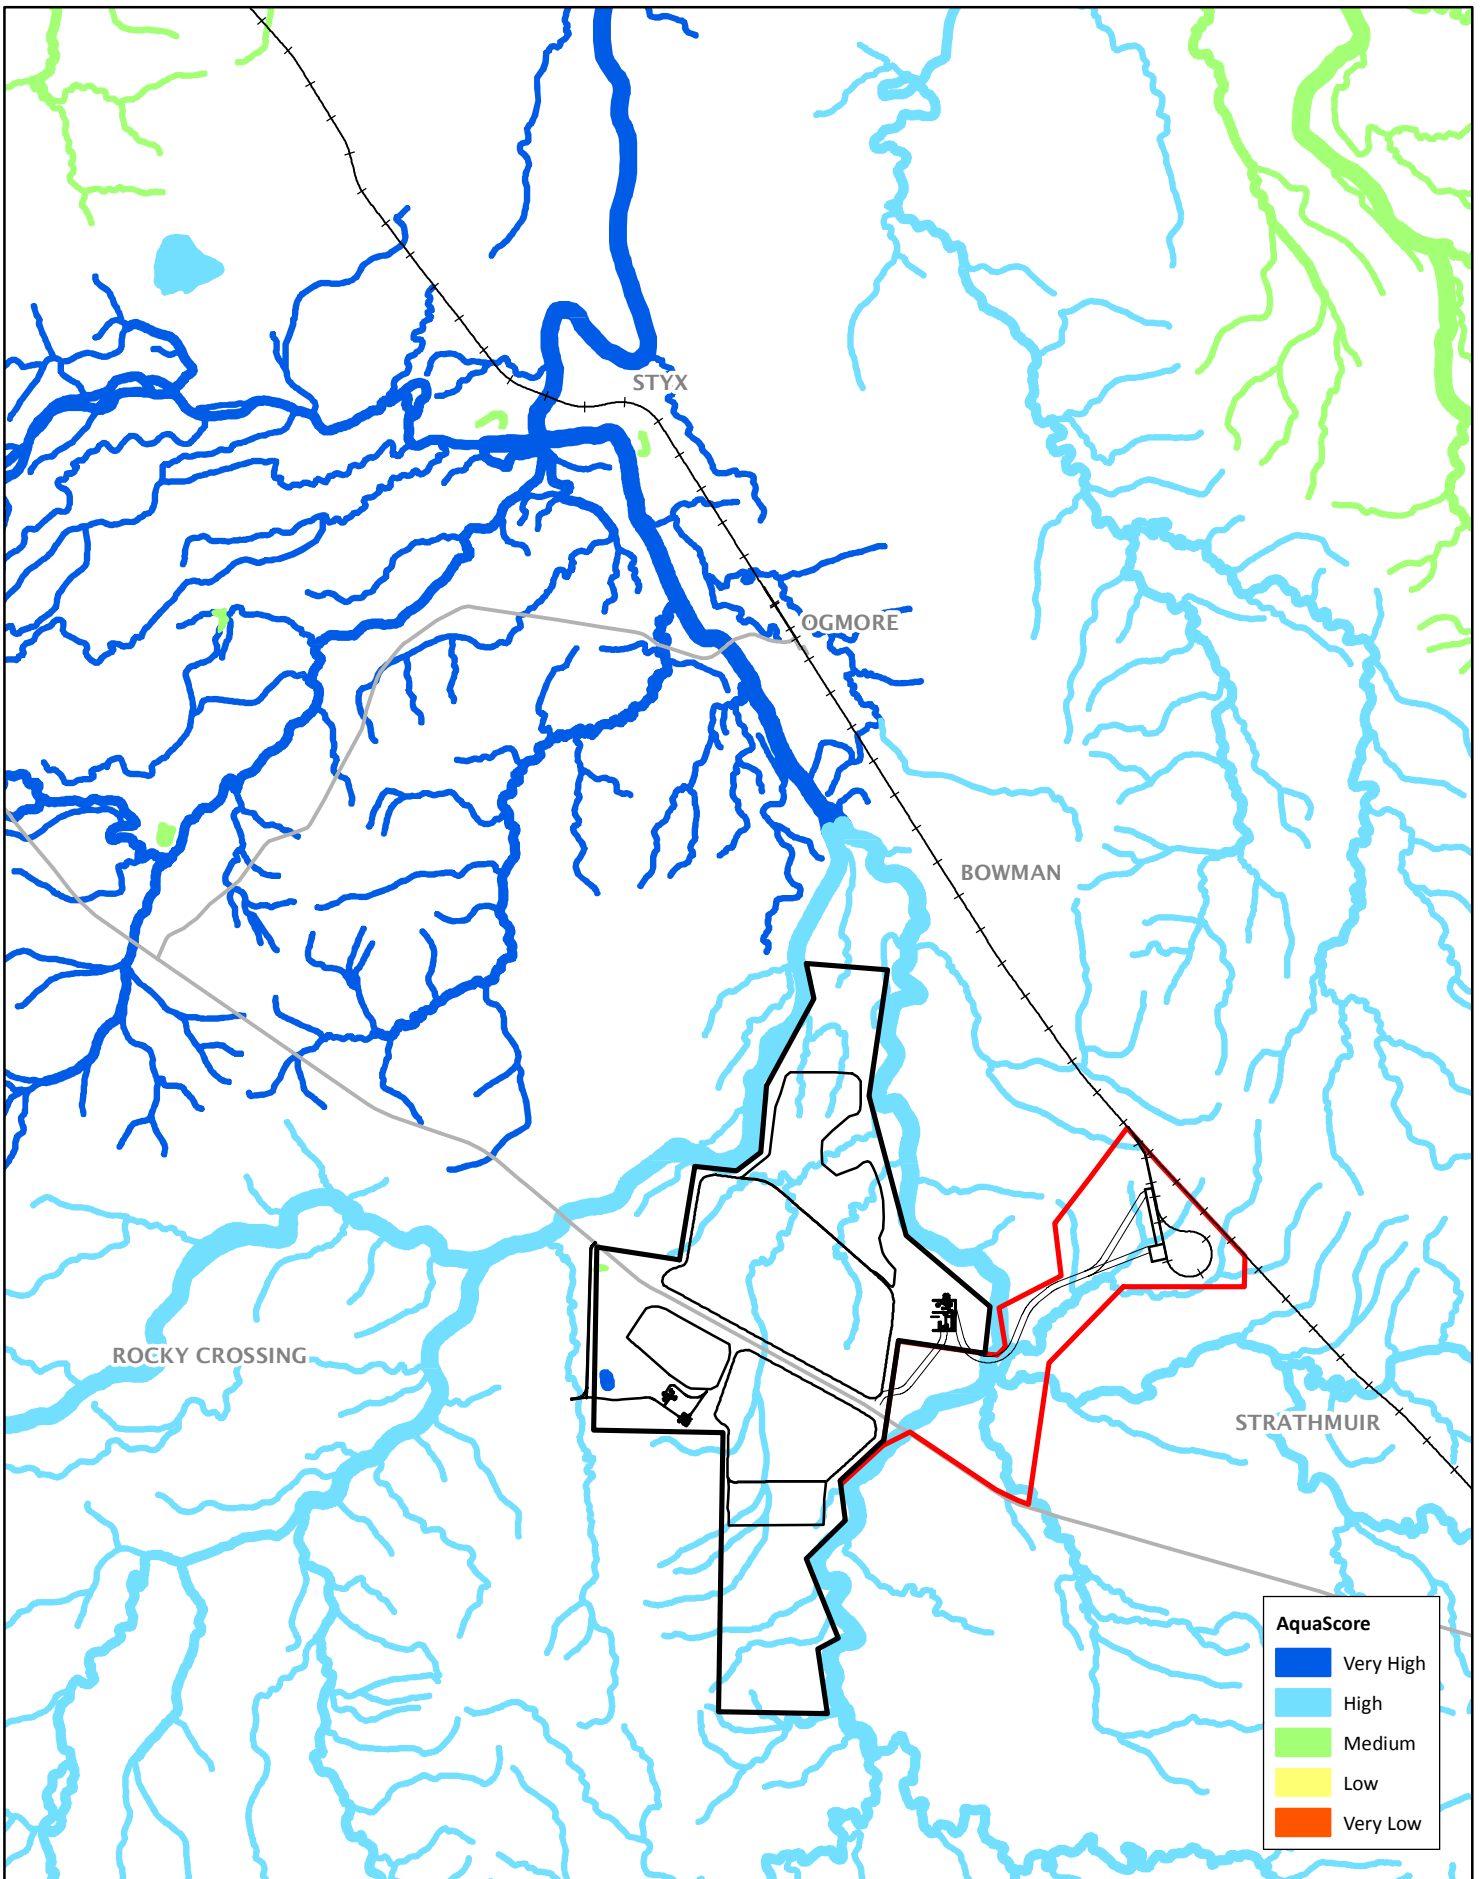 STYX
OGMORE
BOWMAN
ROCKY CROSSING
STRATHMUIR
AquaScore
Very High
High
Medium
Low
Very Low